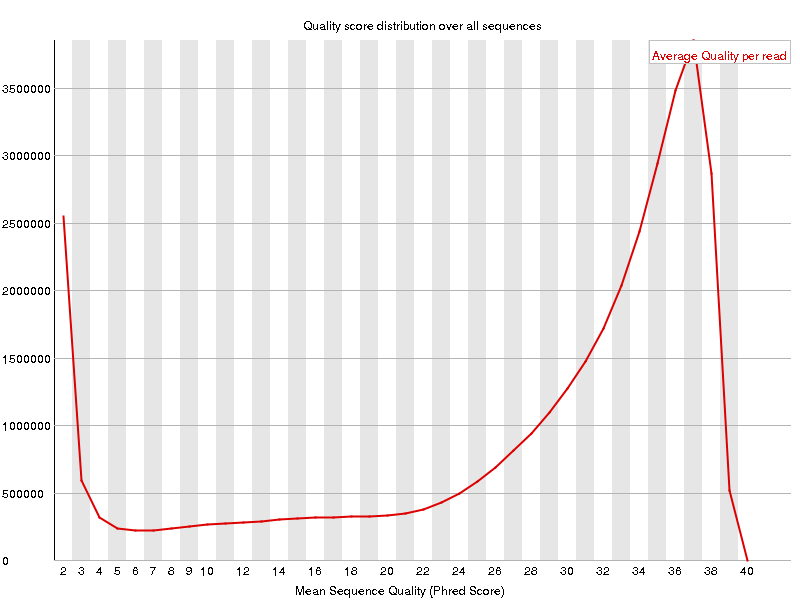 Quality score distribution over all sequences
Average Quality per read
3500000
3000000
2500000
2000000
1500000
1000000
500000
0
2 3 4 5 6 7 8 9 10 12 14 16 18 20 22 24 26 28 30 32 34 36 38 40
Mean Sequence Quality (Phred Score)